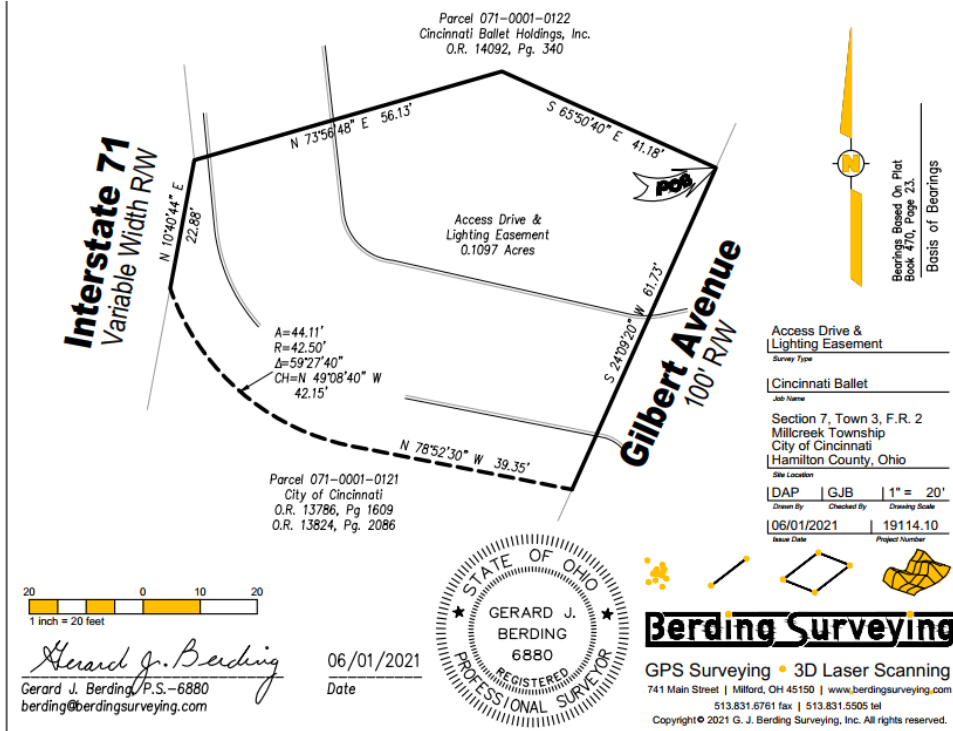 Parcel 071-0001-0122
Cincinnati Ballet Holdings, Inc.
O.R. 14092, Pg. 340
N 73°56'48" E 56.13'
S 65°50'40" E 41.18'
POB
N 10°40'44" E
22.88'
Interstate 71
Variable Width R/W
Access Drive &
Lighting Easement
0.1097 Acres
S 24°09'20" W 61.73'
Gilbert Avenue
100' R/W
A=44.11'
R=42.50'
Δ=59°27'40"
CH=N 49°08'40" W
42.15'
N 78°52'30" W 39.35'
Parcel 071-0001-0121
City of Cincinnati
O.R. 13786, Pg 1609
O.R. 13824, Pg. 2086
N
Bearings Based On Plat
Book 470, Page 23.
Basis of Bearings
Access Drive &
Lighting Easement
Survey Type
Cincinnati Ballet
Job Name
Section 7, Town 3, F.R. 2
Millcreek Township
City of Cincinnati
Hamilton County, Ohio
Site Location
DAP GJB 1" = 20'
Drawn By Checked By Drawing Scale
06/01/2021 19114.10
Issue Date Project Number
20 10 0 10 20
1 inch = 20 feet
Gerard J. Berding
Gerard J. Berding, P.S.-6880
berding@berdingsurveying.com
06/01/2021
Date
STATE OF OHIO
GERARD J.
BERDING
6880
REGISTERED
PROFESSIONAL SURVEYOR
Berding Surveying
GPS Surveying • 3D Laser Scanning
741 Main Street | Milford, OH 45150 | www.berdingsurveying.com
513.831.6761 fax | 513.831.5505 tel
Copyright © 2021 G. J. Berding Surveying, Inc. All rights reserved.